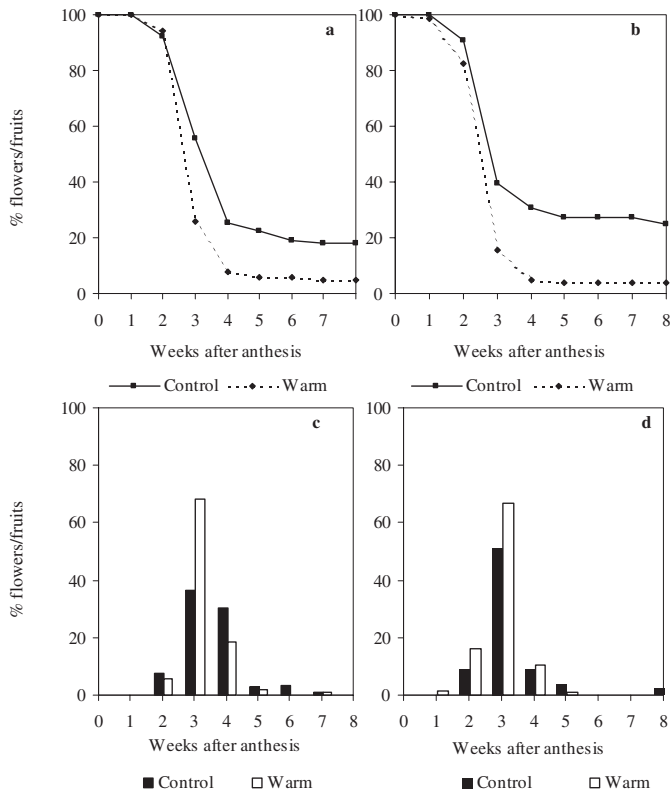 a
b
100
80
60
40
20
0
% flowers/fruits
0 1 2 3 4 5 6 7
0 1 2 3 4 5 6 7 8
Weeks after anthesis
Weeks after anthesis
Control Warm
Control Warm
c
d
100
80
60
40
20
0
100
80
60
40
20
0
% flowers/fruits
0 1 2 3 4 5 6 7 8
0 1 2 3 4 5 6 7 8
Weeks after anthesis
Weeks after anthesis
Control Warm
Control Warm
100
80
60
40
20
0